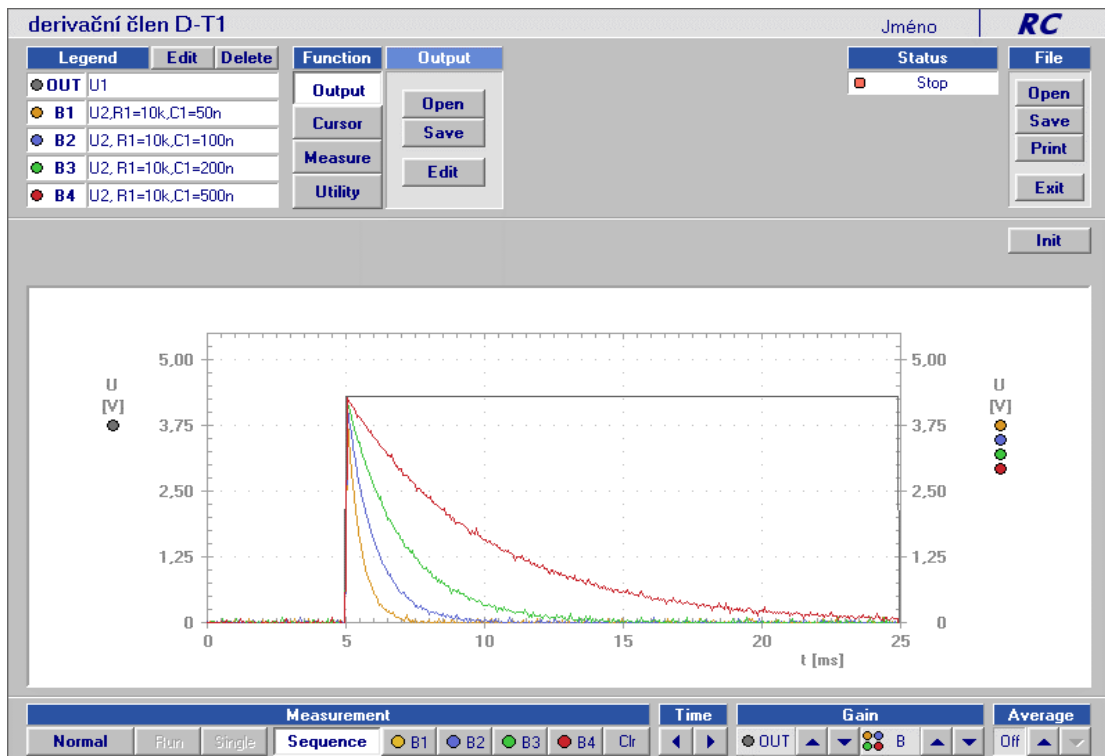 derivační člen D-T1
Jméno
RC
Legend Edit Delete
OUT U1
B1 U2,R1=10k,C1=50n
B2 U2, R1=10k,C1=100n
B3 U2, R1=10k,C1=200n
B4 U2, R1=10k,C1=500n
Function
Output
Cursor
Measure
Utility
Output
Open
Save
Edit
Status
Stop
File
Open
Save
Print
Exit
Init
U
[V]
5,00
3,75
2,50
1,25
0
0 5 10 15 20 25
t [ms]
5,00
3,75
2,50
1,25
0
U
[V]
Measurement
Normal Run Single Sequence B1 B2 B3 B4 Clr
Time
Gain
OUT B
Average
Off